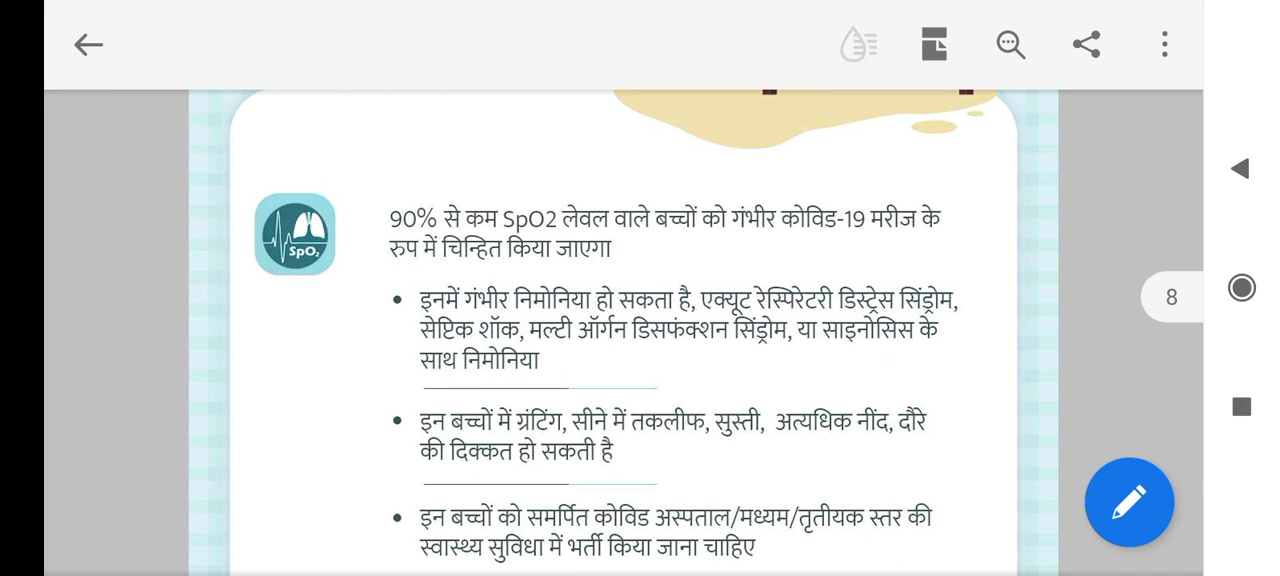 8
SpO₂
90% से कम SpO2 लेवल वाले बच्चों को गंभीर कोविड-19 मरीज के
रुप में चिन्हित किया जाएगा
• इनमें गंभीर निमोनिया हो सकता है, एक्यूट रेस्पिरेटरी डिस्ट्रेस सिंड्रोम,
सेप्टिक शॉक, मल्टी ऑर्गन डिसफंक्शन सिंड्रोम, या साइनोसिस के
साथ निमोनिया
• इन बच्चों में ग्रंटिंग, सीने में तकलीफ, सुस्ती, अत्यधिक नींद, दौरे
की दिक्कत हो सकती है
• इन बच्चों को समर्पित कोविड अस्पताल/मध्यम/तृतीयक स्तर की
स्वास्थ्य सुविधा में भर्ती किया जाना चाहिए